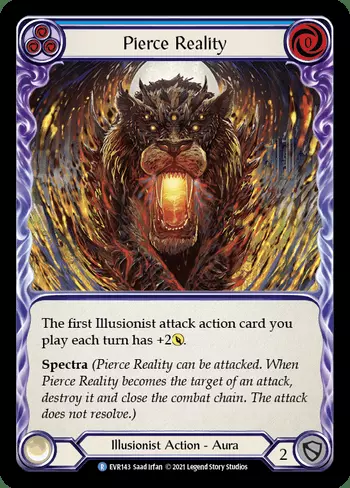 Pierce Reality
0
The first Illusionist attack action card you
play each turn has +2.
Spectra (Pierce Reality can be attacked. When
Pierce Reality becomes the target of an attack,
destroy it and close the combat chain. The
attack does not resolve.)
Illusionist Action - Aura
2
R EVR143 Saad Irfan © 2021 Legend Story Studios